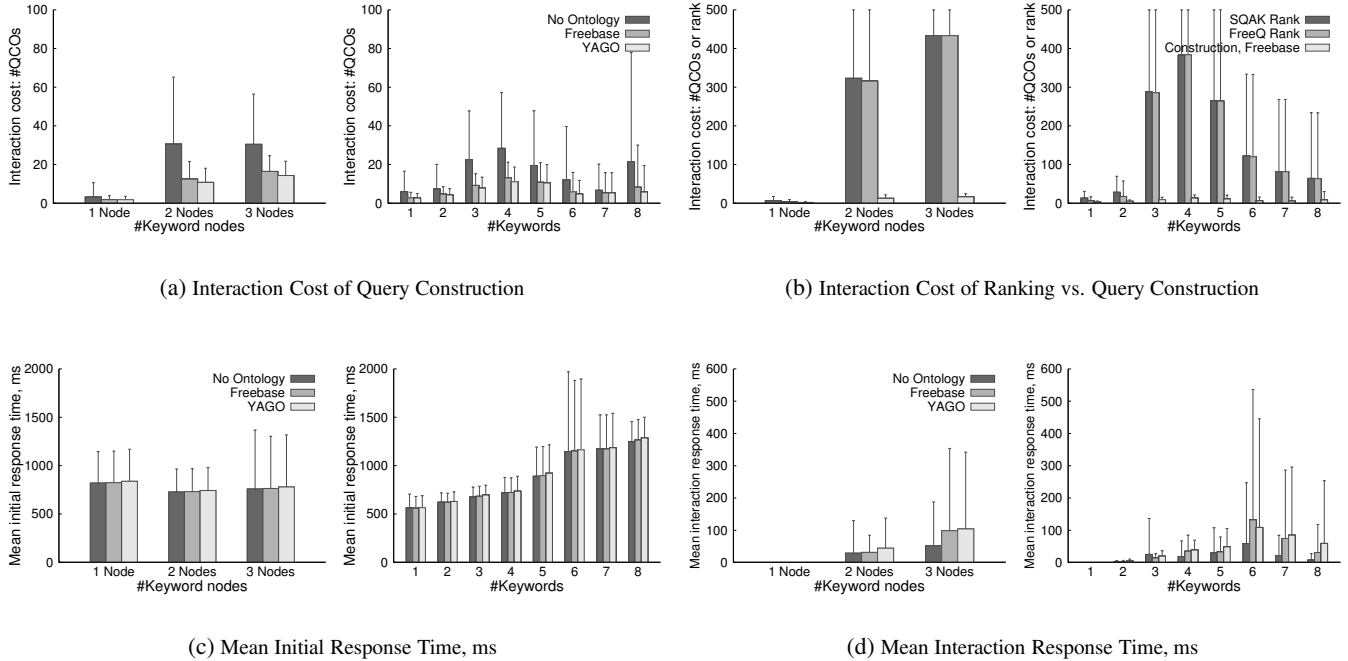 Interaction cost: #QCOs
100
80
60
40
20
0
1 Node
2 Nodes
3 Nodes
#Keyword nodes
Interaction cost: #QCOs
100
80
60
40
20
0
1
2
3
4
5
6
7
8
#Keywords
No Ontology
Freebase
YAGO
(a) Interaction Cost of Query Construction
Interaction cost: #QCOs or rank
500
400
300
200
100
0
1 Node
2 Nodes
3 Nodes
#Keyword nodes
Interaction cost: #QCOs or rank
500
400
300
200
100
0
1
2
3
4
5
6
7
8
#Keywords
SQAK Rank
FreeQ Rank
Construction, Freebase
(b) Interaction Cost of Ranking vs. Query Construction
Mean initial response time, ms
2000
1500
1000
500
0
1 Node
2 Nodes
3 Nodes
#Keyword nodes
No Ontology
Freebase
YAGO
Mean initial response time, ms
2000
1500
1000
500
0
1
2
3
4
5
6
7
8
#Keywords
(c) Mean Initial Response Time, ms
Mean interaction response time, ms
600
500
400
300
200
100
0
1 Node
2 Nodes
3 Nodes
#Keyword nodes
No Ontology
Freebase
YAGO
Mean interaction response time, ms
600
500
400
300
200
100
0
1
2
3
4
5
6
7
8
#Keywords
(d) Mean Interaction Response Time, ms